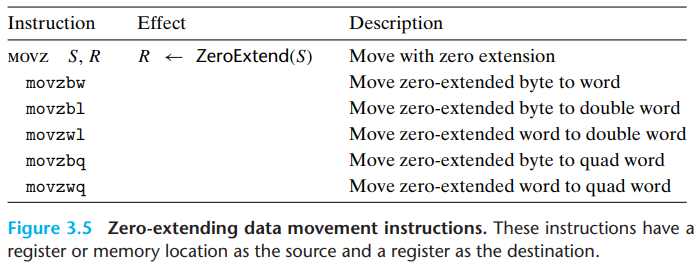 Instruction Effect Description
MOVZ S, R R ← ZeroExtend(S) Move with zero extension
movzbw Move zero-extended byte to word
movzbl Move zero-extended byte to double word
movzwl Move zero-extended word to double word
movzbq Move zero-extended byte to quad word
movzwq Move zero-extended word to quad word
Figure 3.5 Zero-extending data movement instructions. These instructions have a
register or memory location as the source and a register as the destination.